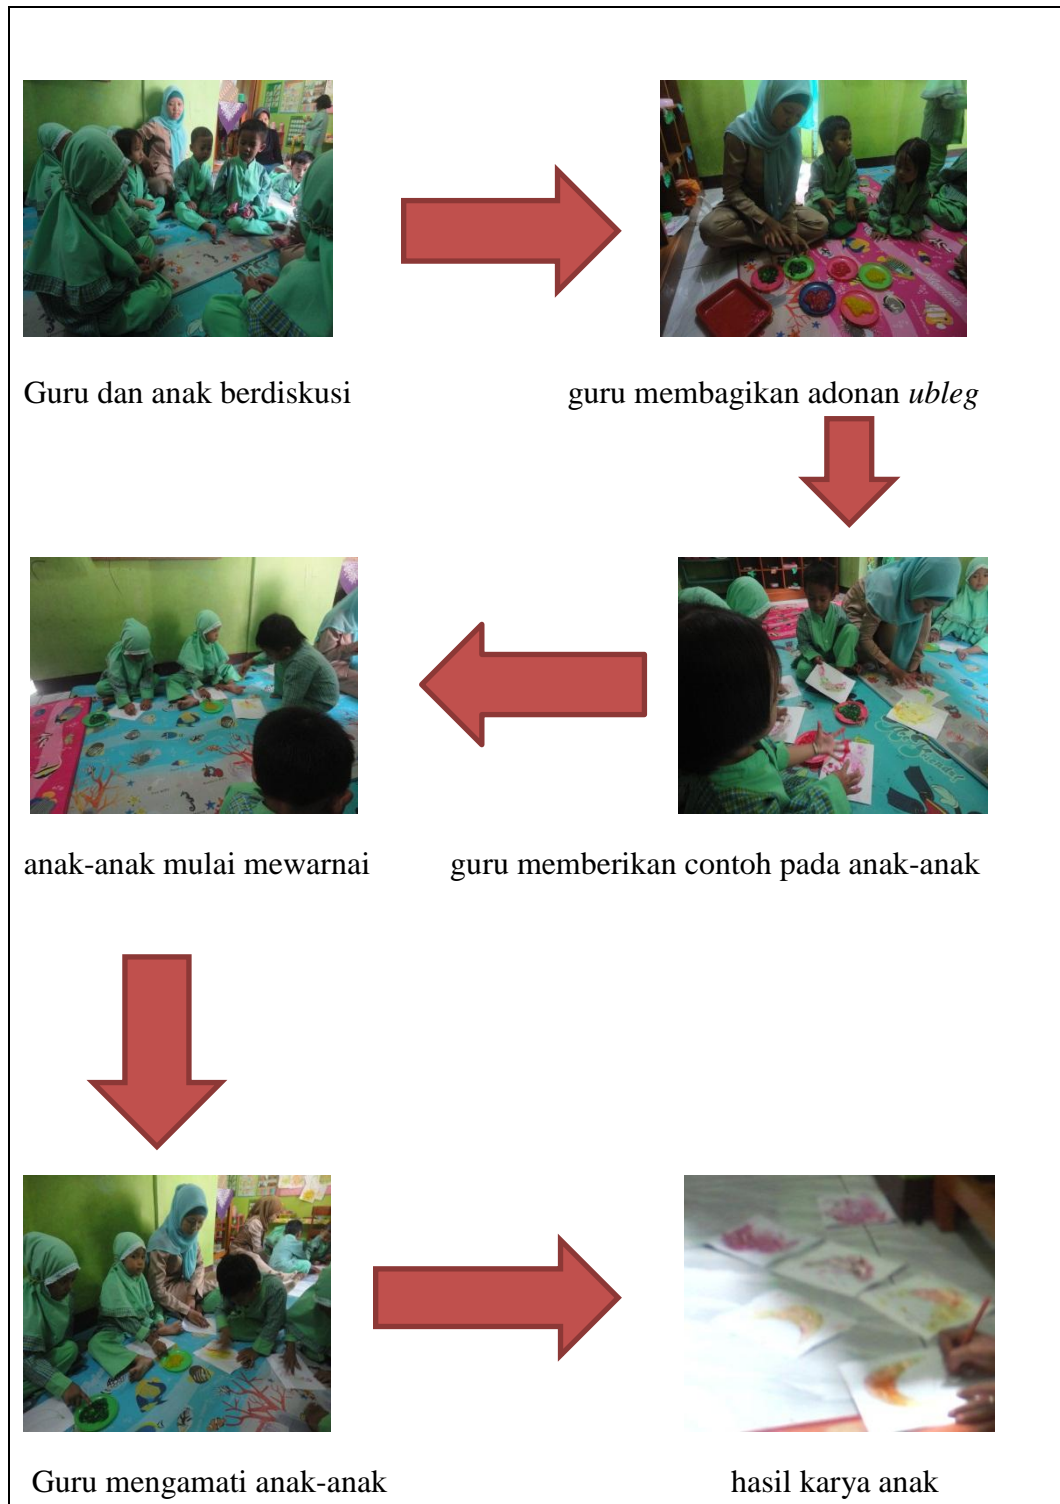 Guru dan anak berdiskusi
guru membagikan adonan ubleg
anak-anak mulai mewarnai
guru memberikan contoh pada anak-anak
Guru mengamati anak-anak
hasil karya anak